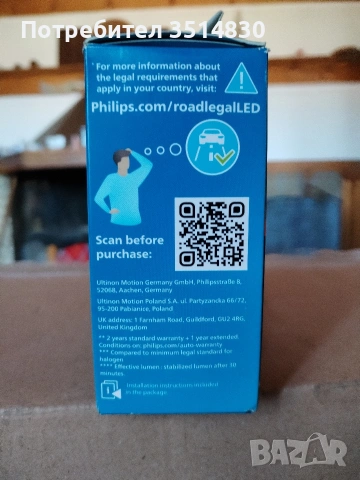 Потребител 3514830
For more information about
the legal requirements that
apply in your country, visit:
Philips.com/roadlegalLED
Scan before
purchase:
Ultinon Motion Germany GmbH, Philipsstraße 8,
52068, Aachen, Germany
Ultinon Motion Poland S.A. ul. Partyzancka 66/72,
95-200 Pabianice, Poland
UK address: 1 Farnham Road, Guildford, GU2 4RG,
United Kingdom
** 2 years standard warranty + 1 year extended.
Conditions on: philips.com/auto-warranty
*** Compared to minimum legal standard for
halogen
**** Effective lumen : stabilized lumen after 30
minutes.
Installation instructions included
in the package.
BAZAR